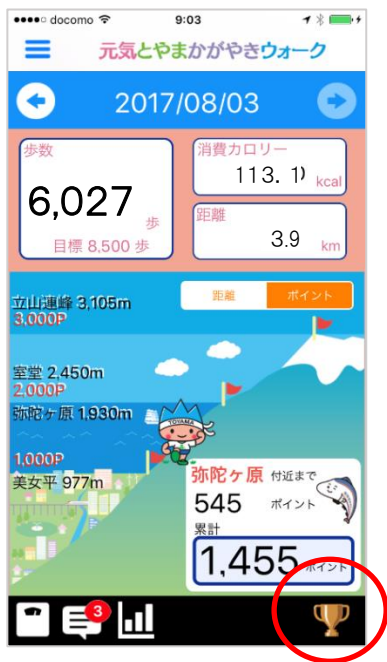 docomo 9:03
元気とやまかがやきウォーク
2017/08/03
歩数
6,027 歩
目標 8,500 歩
消費カロリー
113. 1) kcal
距離
3.9 km
距離 ポイント
立山連峰 3,105m
3,000P
室堂 2,450m
2,000P
弥陀ヶ原 1,930m
TOYAMA
1,000P
美女平 977m
弥陀ヶ原 付近まで
545 ポイント
累計
1,455 ポイント
3